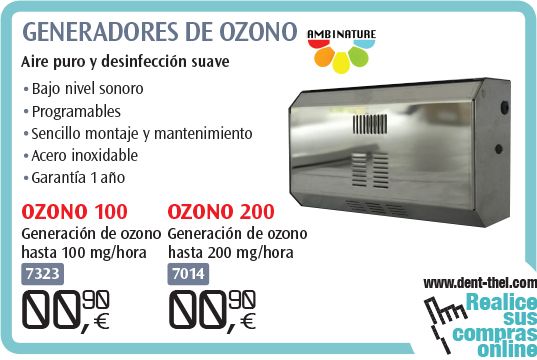 GENERADORES DE OZONO
AMBINATURE
Aire puro y desinfección suave
• Bajo nivel sonoro
• Programables
• Sencillo montaje y mantenimiento
• Acero inoxidable
• Garantía 1 año
OZONO 100
Generación de ozono
hasta 100 mg/hora
7323
00,90 €
OZONO 200
Generación de ozono
hasta 200 mg/hora
7014
00,90 €
www.dent-thel.com
Realice
sus
compras
online